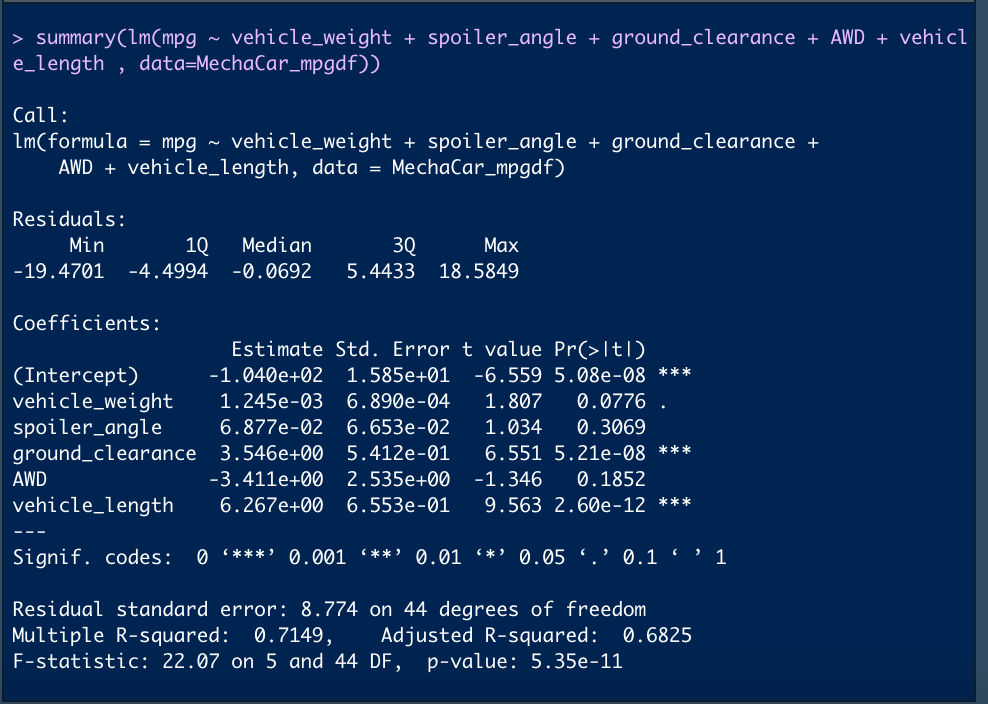 > summary(lm(mpg ~ vehicle_weight + spoiler_angle + ground_clearance + AWD + vehicl
e_length , data=MechaCar_mpgdf))
Call:
lm(formula = mpg ~ vehicle_weight + spoiler_angle + ground_clearance +
    AWD + vehicle_length, data = MechaCar_mpgdf)
Residuals:
     Min       1Q   Median       3Q      Max
-19.4701  -4.4994  -0.0692   5.4433  18.5849
Coefficients:
                   Estimate Std. Error t value Pr(>|t|)
(Intercept)      -1.040e+02  1.585e+01  -6.559 5.08e-08 ***
vehicle_weight    1.245e-03  6.890e-04   1.807   0.0776 .
spoiler_angle     6.877e-02  6.653e-02   1.034   0.3069
ground_clearance  3.546e+00  5.412e-01   6.551 5.21e-08 ***
AWD              -3.411e+00  2.535e+00  -1.346   0.1852
vehicle_length    6.267e+00  6.553e-01   9.563 2.60e-12 ***
---
Signif. codes:  0 ‘***’ 0.001 ‘**’ 0.01 ‘*’ 0.05 ‘.’ 0.1 ‘ ’ 1
Residual standard error: 8.774 on 44 degrees of freedom
Multiple R-squared:  0.7149,    Adjusted R-squared:  0.6825
F-statistic: 22.07 on 5 and 44 DF,  p-value: 5.35e-11